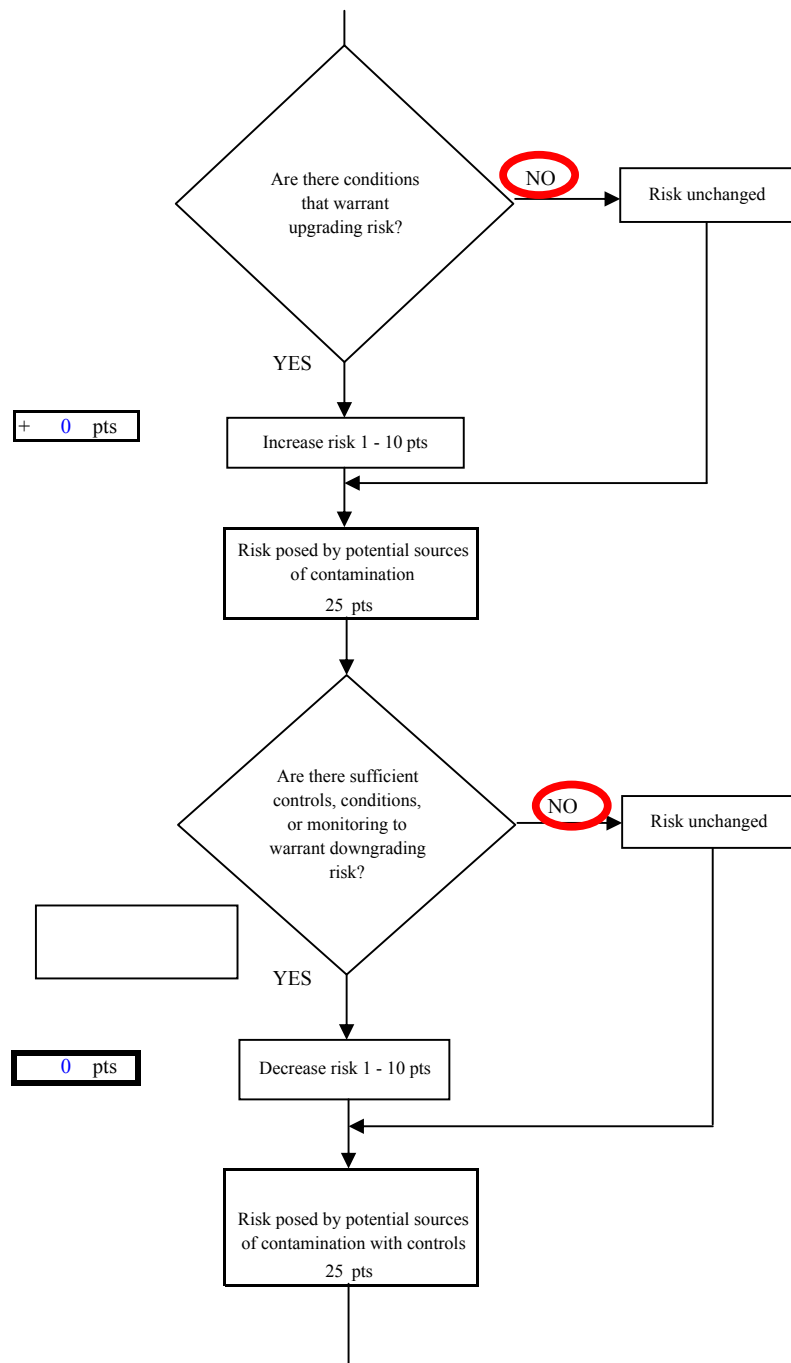 Are there conditions
that warrant
upgrading risk?
NO
Risk unchanged
YES
+ 0 pts
Increase risk 1 - 10 pts
Risk posed by potential sources
of contamination
25 pts
Are there sufficient
controls, conditions,
or monitoring to
warrant downgrading
risk?
NO
Risk unchanged
YES
0 pts
Decrease risk 1 - 10 pts
Risk posed by potential sources
of contamination with controls
25 pts